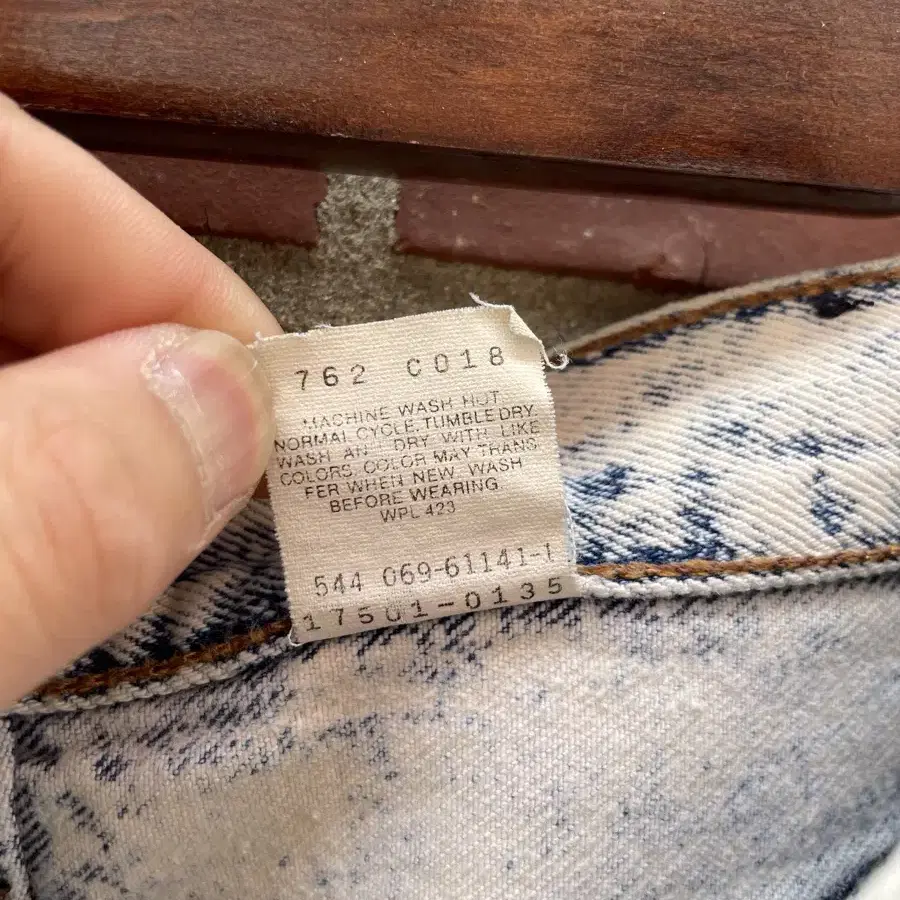 762 C018
MACHINE WASH HOT
NORMAL CYCLE, TUMBLE DRY
WASH AN DRY WITH LIKE
COLORS, COLOR MAY TRANS
FER WHEN NEW WASH
BEFORE WEARING
WPL 423
544 069-61141-1
17501-0135